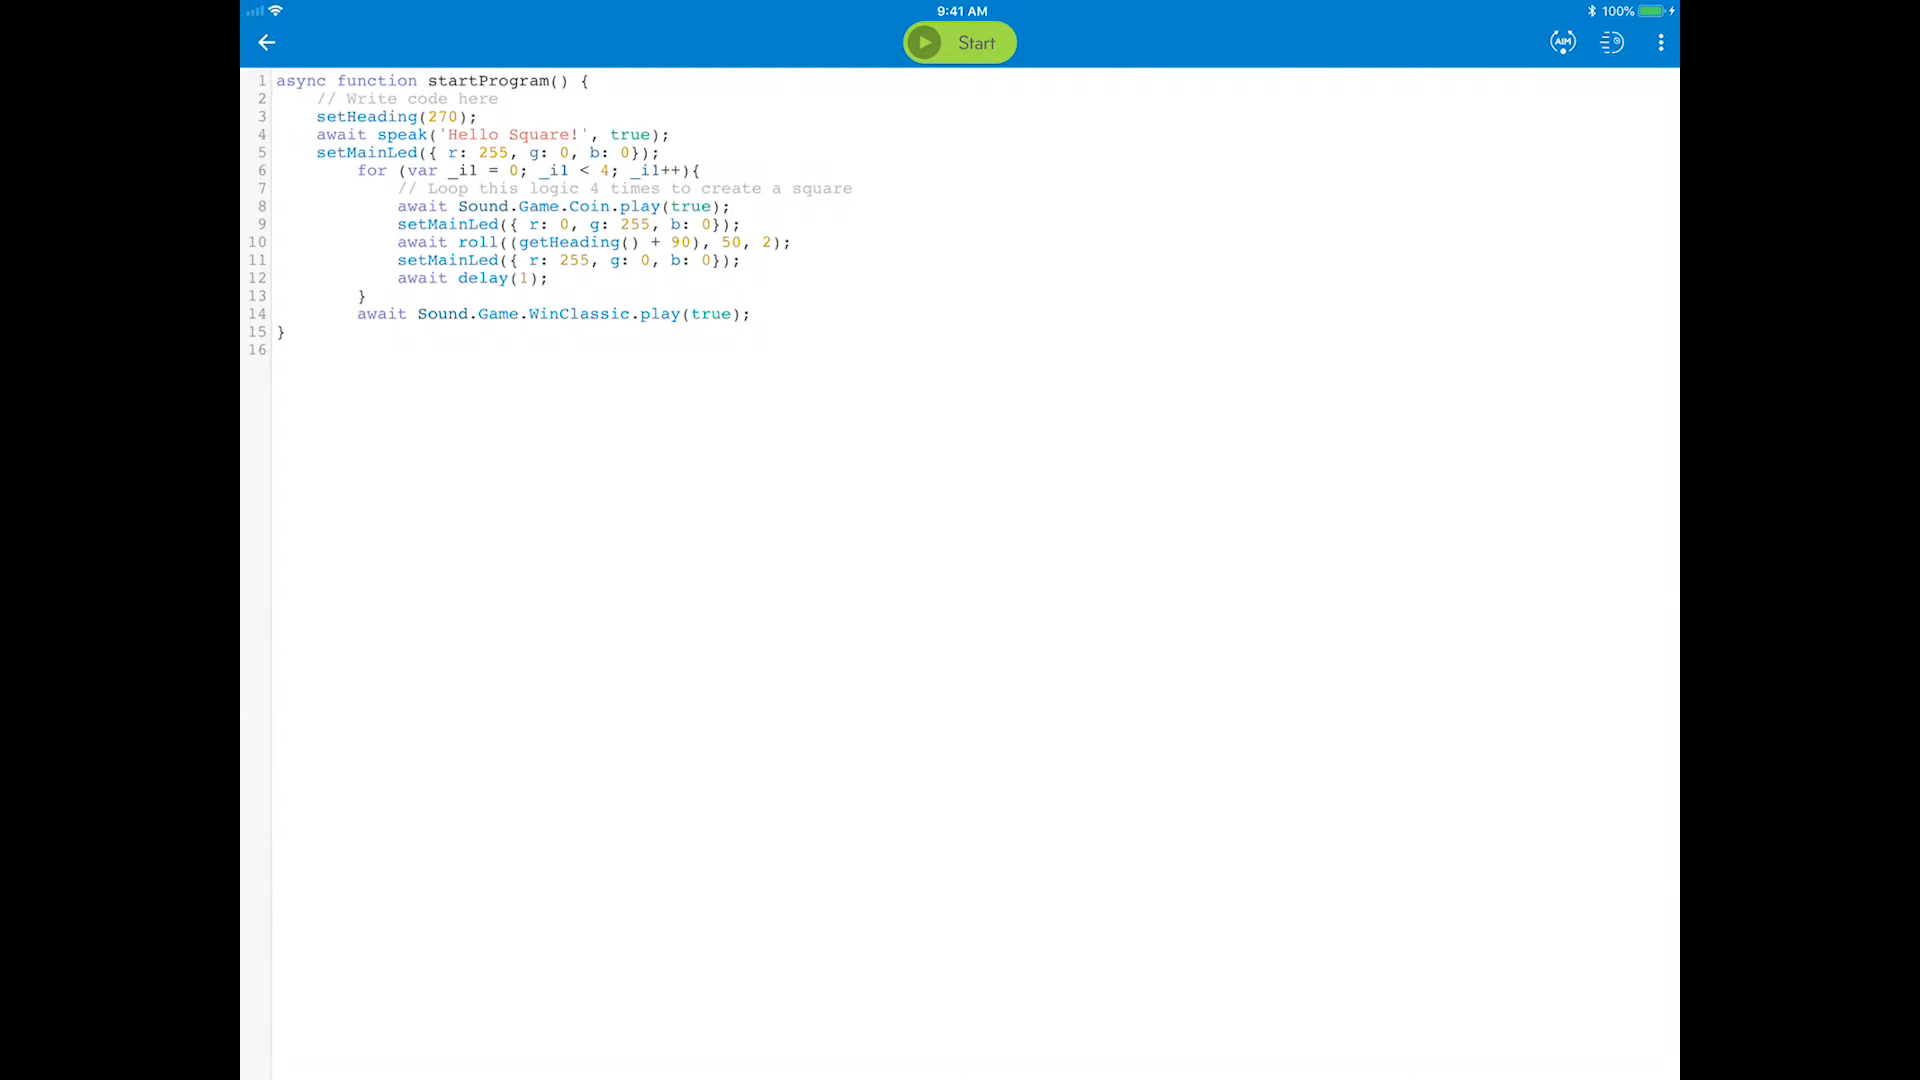 9:41 AM
100%
Start
AIM
1 async function startProgram() {
2 // Write code here
3 setHeading(270);
4 await speak('Hello Square!', true);
5 setMainLed({ r: 255, g: 0, b: 0});
6 for (var _i1 = 0; _i1 < 4; _i1++){
7 // Loop this logic 4 times to create a square
8 await Sound.Game.Coin.play(true);
9 setMainLed({ r: 0, g: 255, b: 0});
10 await roll((getHeading() + 90), 50, 2);
11 setMainLed({ r: 255, g: 0, b: 0});
12 await delay(1);
13 }
14 await Sound.Game.WinClassic.play(true);
15 }
16